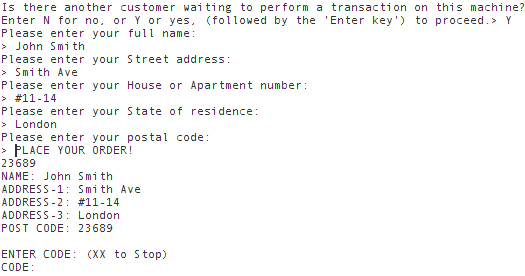 Is there another customer waiting to perform a transaction on this machine?
Enter N for no, or Y or yes, (followed by the 'Enter key') to proceed.> Y
Please enter your full name:
> John Smith
Please enter your Street address:
> Smith Ave
Please enter your House or Apartment number:
> #11-14
Please enter your State of residence:
> London
Please enter your postal code:
> PLACE YOUR ORDER!
23689
NAME: John Smith
ADDRESS-1: Smith Ave
ADDRESS-2: #11-14
ADDRESS-3: London
POST CODE: 23689
ENTER CODE: (XX to Stop)
CODE: